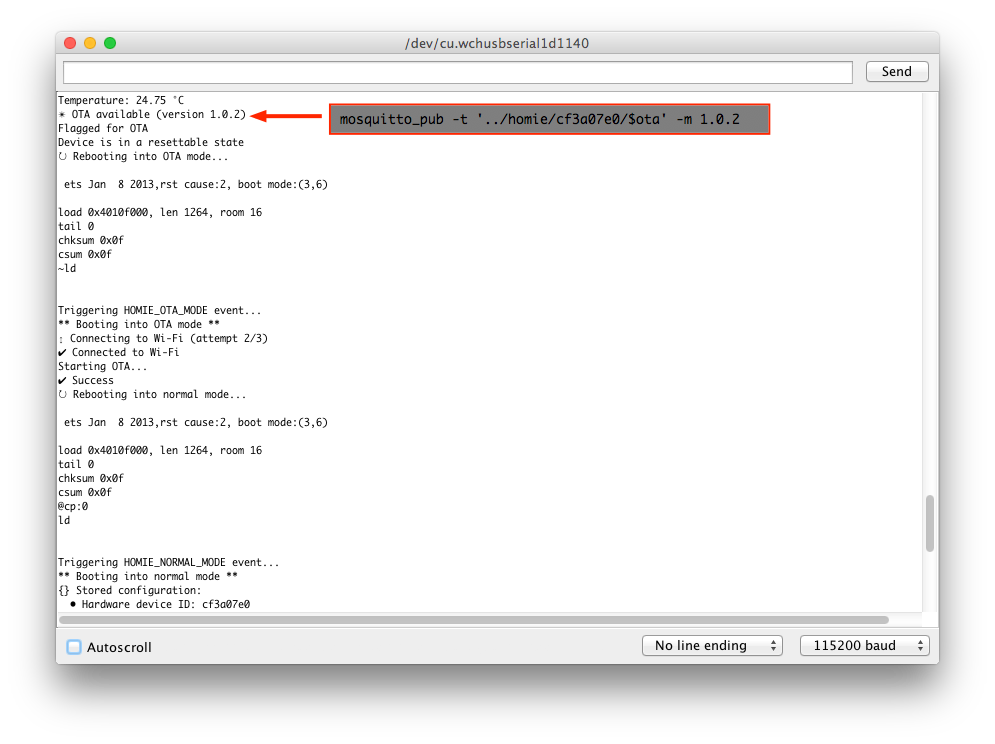 /dev/cu.wchusbserial1d1140
Send
Temperature: 24.75 °C
✴ OTA available (version 1.0.2)
mosquitto_pub -t '../homie/cf3a07e0/$ota' -m 1.0.2
Flagged for OTA
Device is in a resettable state
↻ Rebooting into OTA mode...
ets Jan  8 2013,rst cause:2, boot mode:(3,6)
load 0x4010f000, len 1264, room 16
tail 0
chksum 0x0f
csum 0x0f
~ld
Triggering HOMIE_OTA_MODE event...
** Booting into OTA mode **
↕ Connecting to Wi-Fi (attempt 2/3)
✔ Connected to Wi-Fi
Starting OTA...
✔ Success
↻ Rebooting into normal mode...
ets Jan  8 2013,rst cause:2, boot mode:(3,6)
load 0x4010f000, len 1264, room 16
tail 0
chksum 0x0f
csum 0x0f
@cp:0
ld
Triggering HOMIE_NORMAL_MODE event...
** Booting into normal mode **
{} Stored configuration:
• Hardware device ID: cf3a07e0
Autoscroll
No line ending
115200 baud